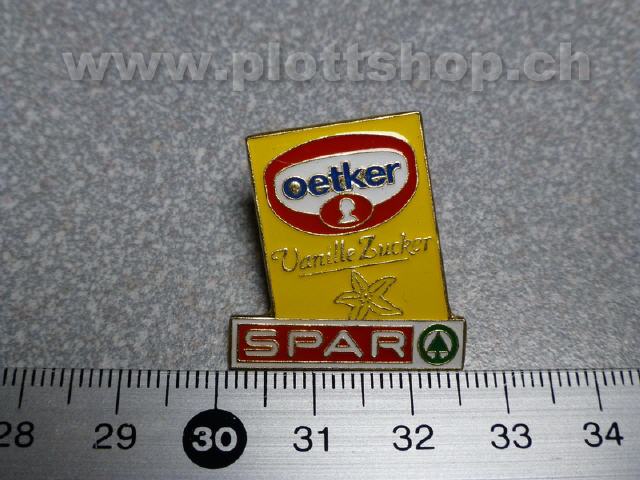 www.plottshop.ch
oetker
Vanille Zucker
SPAR
28 29 30 31 32 33 34